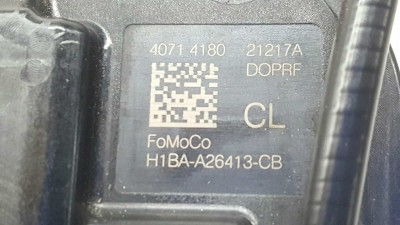 4071 4180 21217A
DOPRF
CL
FoMoCo
H1BA-A26413-CB